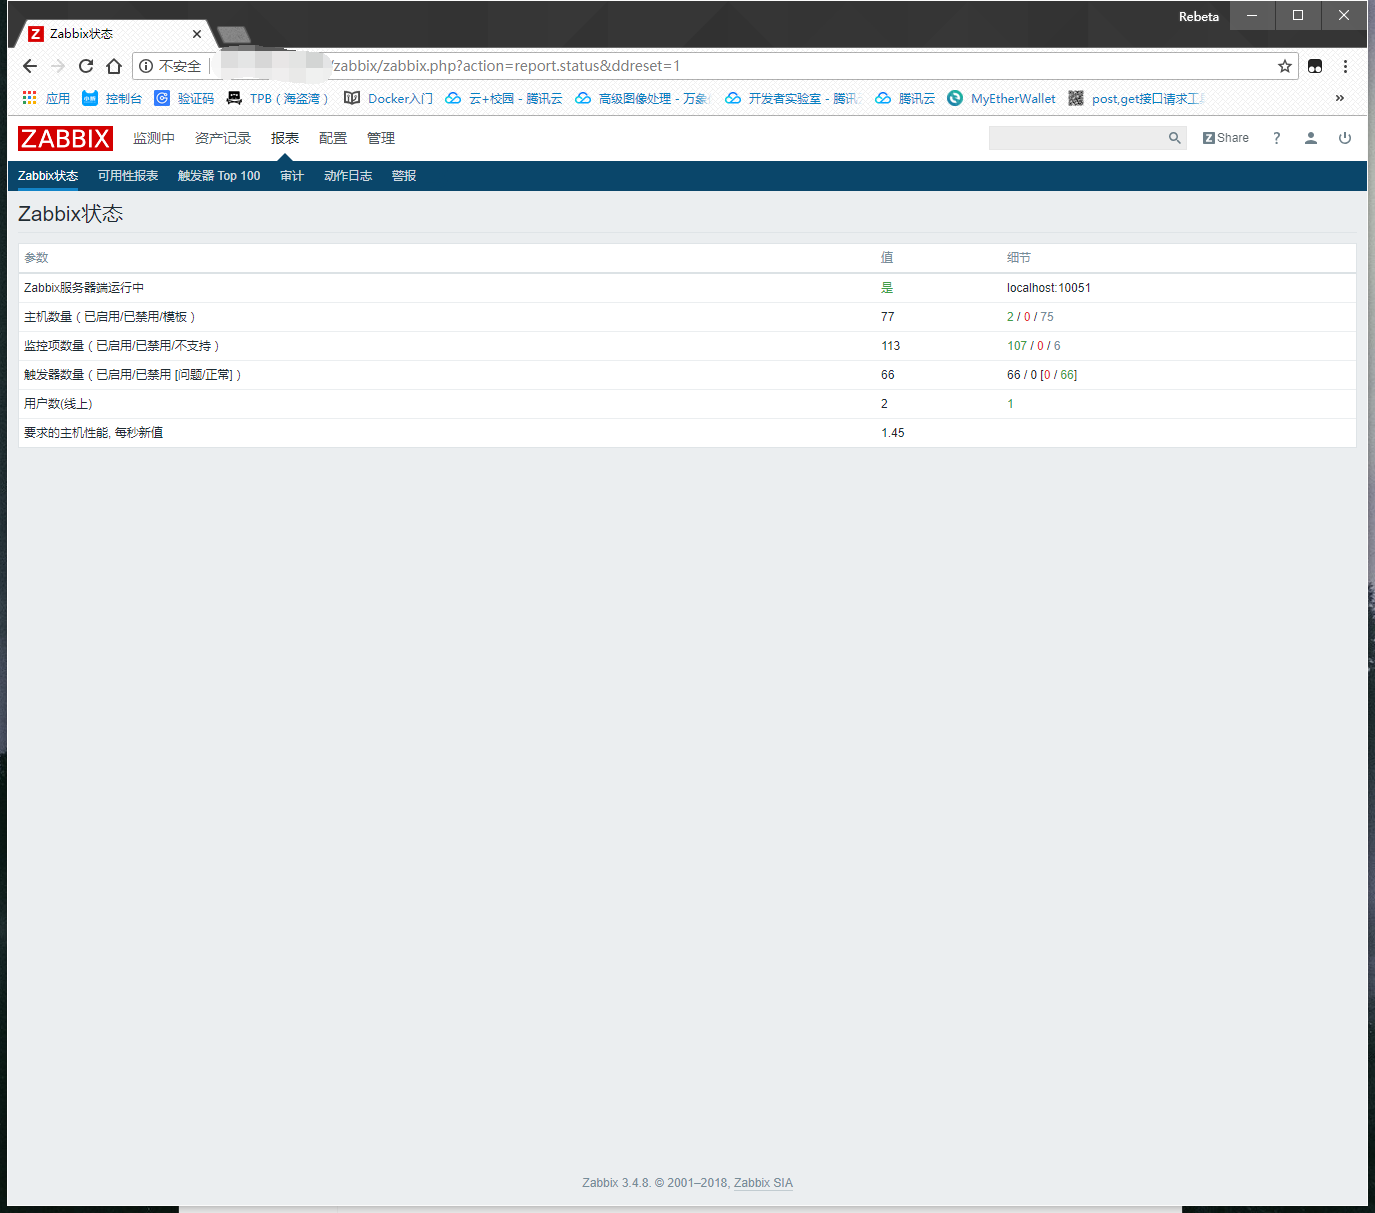 Rebeta
Z Zabbix状态
不安全 /zabbix/zabbix.php?action=report.status&ddreset=1
应用 控制台 验证码 TPB（海盗湾） Docker入门 云+校园 - 腾讯云 高级图像处理 - 万象 开发者实验室 - 腾讯 腾讯云 MyEtherWallet post,get接口请求工 »
ZABBIX 监测中 资产记录 报表 配置 管理 Z Share ?
Zabbix状态 可用性报表 触发器 Top 100 审计 动作日志 警报
Zabbix状态
参数 值 细节
Zabbix服务器端运行中 是 localhost:10051
主机数量（已启用/已禁用/模板） 77 2 / 0 / 75
监控项数量（已启用/已禁用/不支持） 113 107 / 0 / 6
触发器数量（已启用/已禁用 [问题/正常]） 66 66 / 0 [0 / 66]
用户数(线上) 2 1
要求的主机性能, 每秒新值 1.45
Zabbix 3.4.8. © 2001–2018, Zabbix SIA